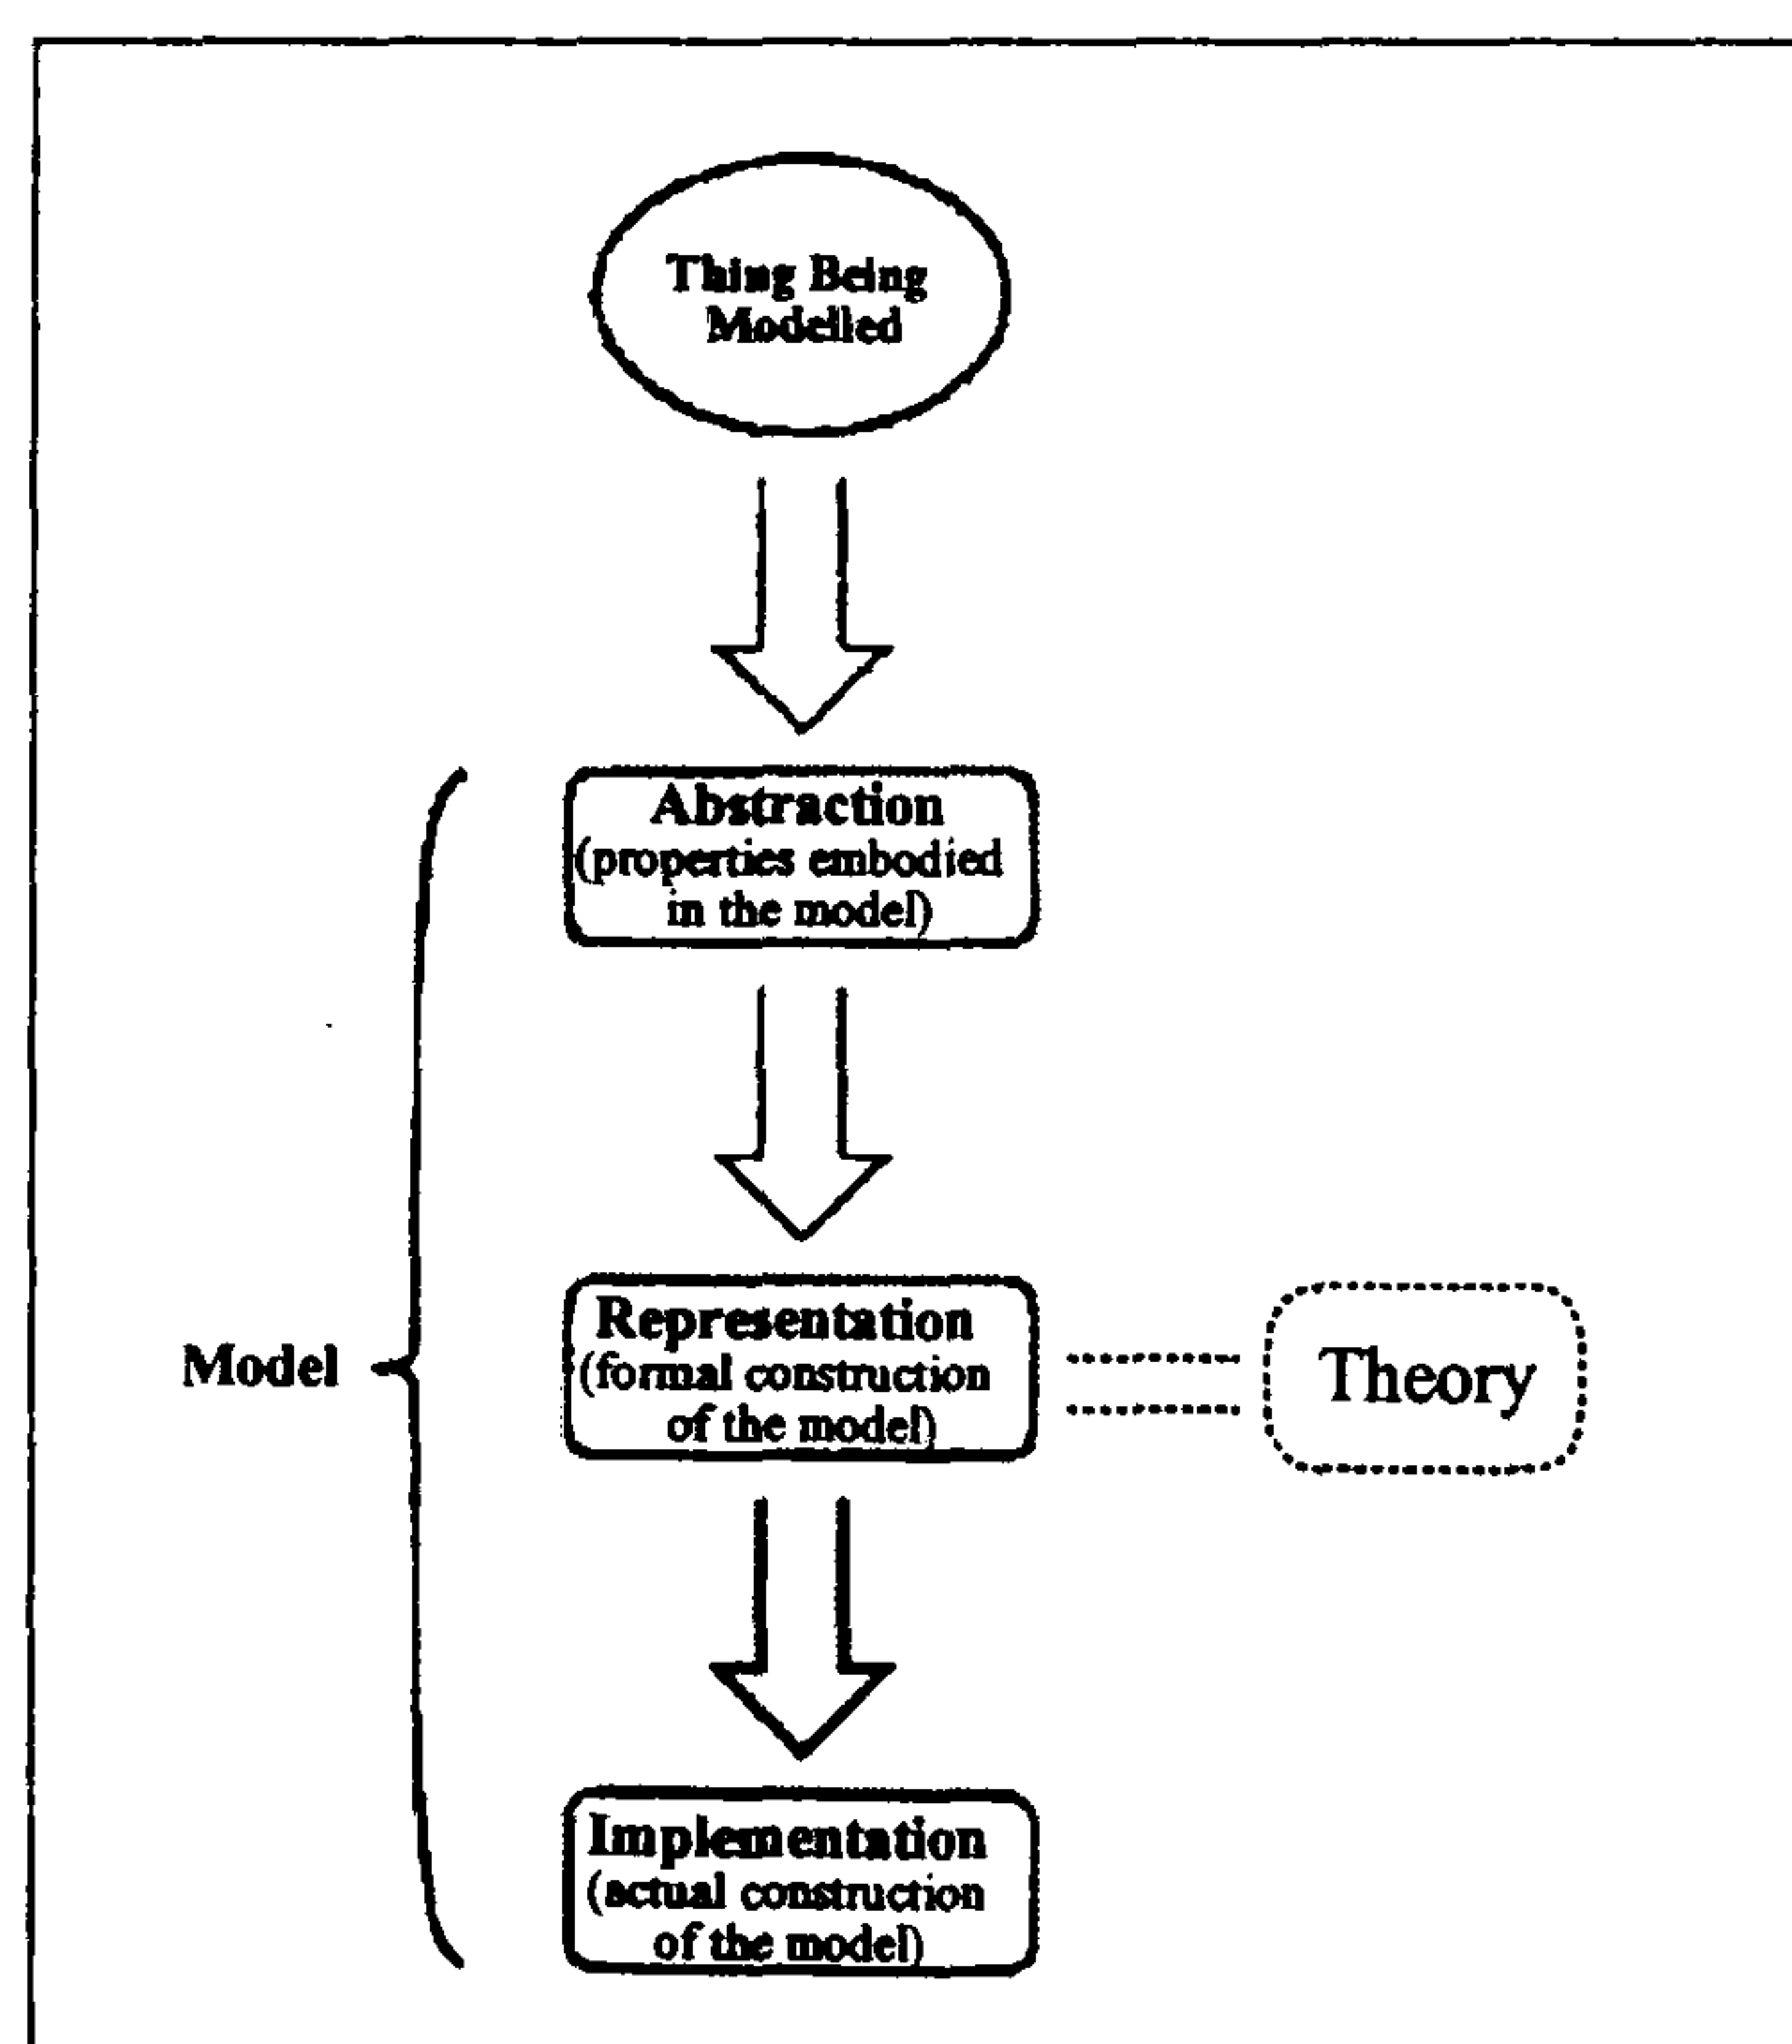 Thing Being
Modelled
Abstraction
(properties embodied
in the model)
Model
Representation
(formal construction
of the model)
Theory
Implementation
(actual construction
of the model)